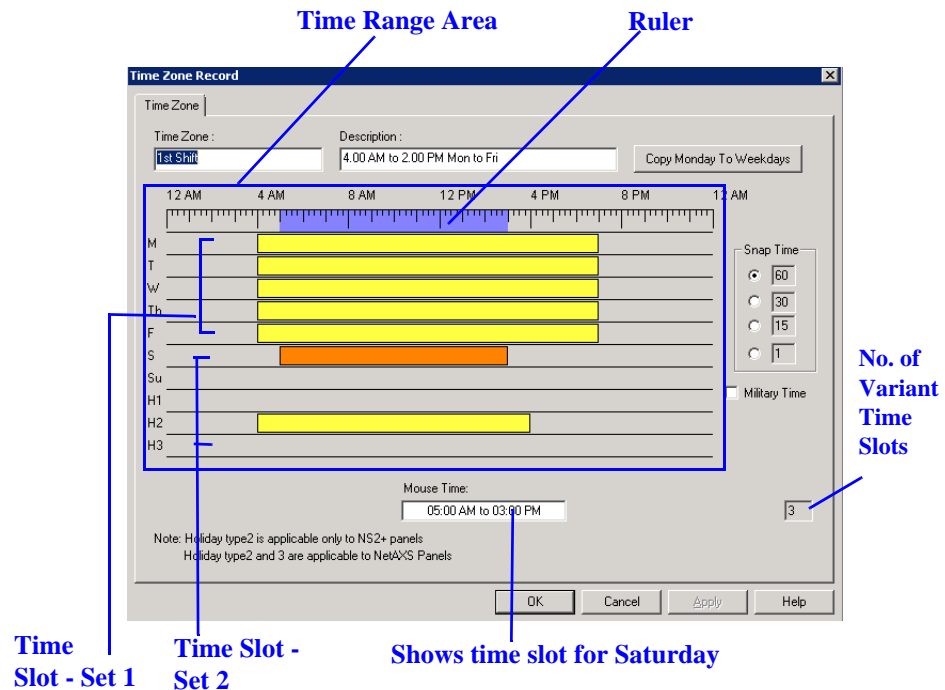 Time Range Area
Ruler
Time Zone Record
Time Zone
Time Zone :
Description :
1st Shift
4.00 AM to 2.00 PM Mon to Fri
Copy Monday To Weekdays
12 AM 4 AM 8 AM 12 PM 4 PM 8 PM 12 AM
M
T
W
Th
F
S
Su
H1
H2
H3
Snap Time
60
30
15
1
Military Time
No. of
Variant
Time
Slots
Mouse Time:
05:00 AM to 03:00 PM
3
Note: Holiday type2 is applicable only to NS2+ panels
Holiday type2 and 3 are applicable to NetAXS Panels
OK
Cancel
Apply
Help
Time
Slot - Set 1
Time Slot -
Set 2
Shows time slot for Saturday